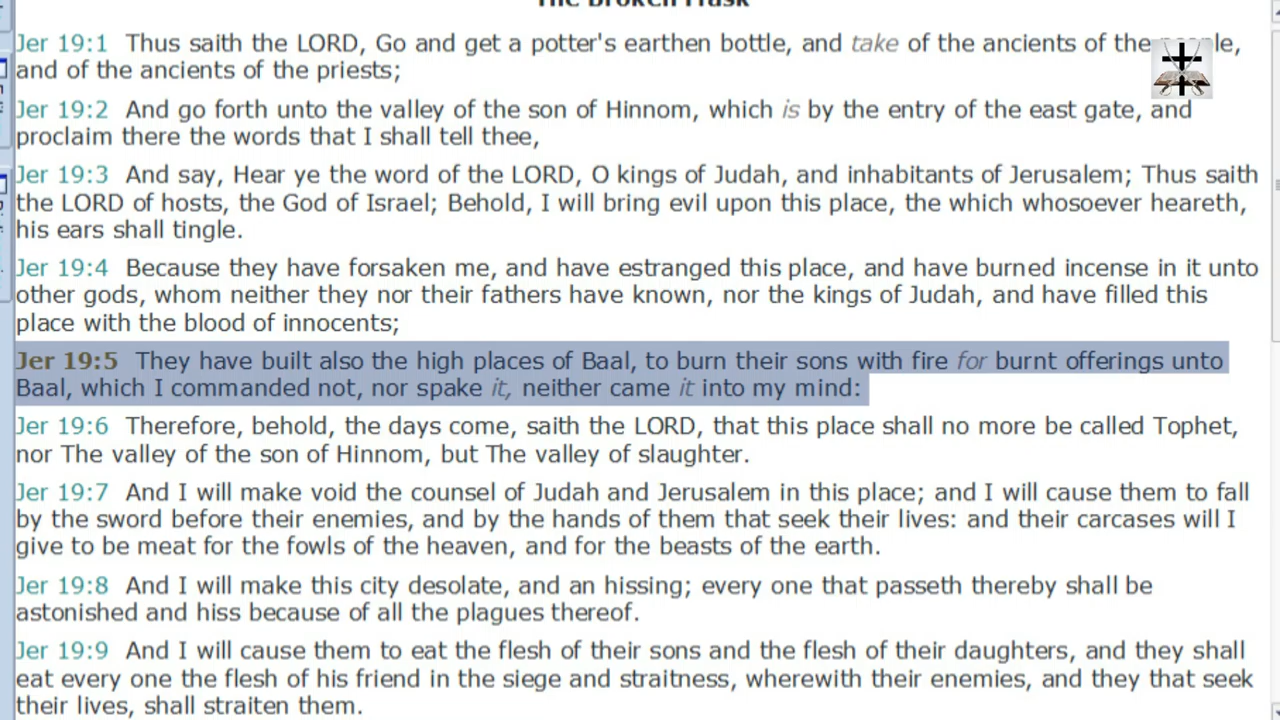 The Broken Flask
Jer 19:1 Thus saith the LORD, Go and get a potter's earthen bottle, and take of the ancients of the people,
and of the ancients of the priests;
Jer 19:2 And go forth unto the valley of the son of Hinnom, which is by the entry of the east gate, and
proclaim there the words that I shall tell thee,
Jer 19:3 And say, Hear ye the word of the LORD, O kings of Judah, and inhabitants of Jerusalem; Thus saith
the LORD of hosts, the God of Israel; Behold, I will bring evil upon this place, the which whosoever heareth,
his ears shall tingle.
Jer 19:4 Because they have forsaken me, and have estranged this place, and have burned incense in it unto
other gods, whom neither they nor their fathers have known, nor the kings of Judah, and have filled this
place with the blood of innocents;
Jer 19:5 They have built also the high places of Baal, to burn their sons with fire for burnt offerings unto
Baal, which I commanded not, nor spake it, neither came it into my mind:
Jer 19:6 Therefore, behold, the days come, saith the LORD, that this place shall no more be called Tophet,
nor The valley of the son of Hinnom, but The valley of slaughter.
Jer 19:7 And I will make void the counsel of Judah and Jerusalem in this place; and I will cause them to fall
by the sword before their enemies, and by the hands of them that seek their lives: and their carcases will I
give to be meat for the fowls of the heaven, and for the beasts of the earth.
Jer 19:8 And I will make this city desolate, and an hissing; every one that passeth thereby shall be
astonished and hiss because of all the plagues thereof.
Jer 19:9 And I will cause them to eat the flesh of their sons and the flesh of their daughters, and they shall
eat every one the flesh of his friend in the siege and straitness, wherewith their enemies, and they that seek
their lives, shall straiten them.